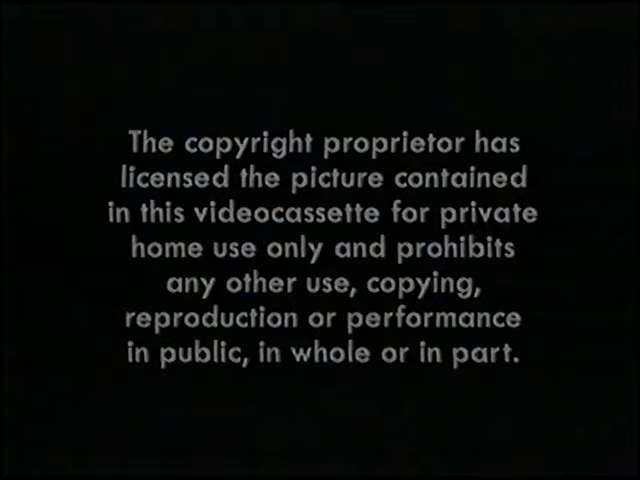 The copyright proprietor has
licensed the picture contained
in this videocassette for private
home use only and prohibits
any other use, copying,
reproduction or performance
in public, in whole or in part.